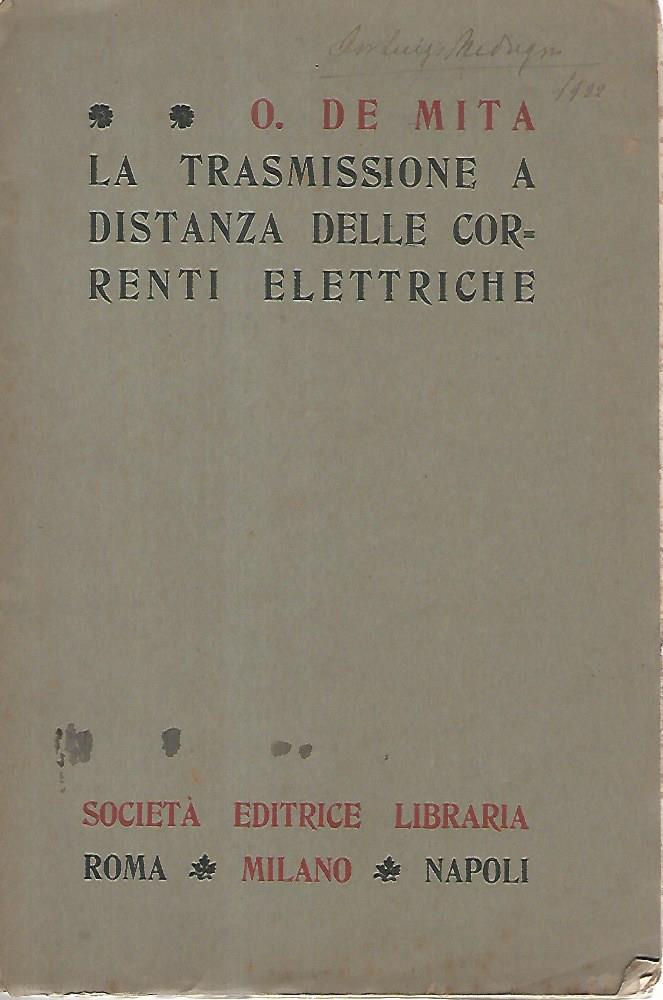 O. DE MITA
LA TRASMISSIONE A
DISTANZA DELLE COR=
RENTI ELETTRICHE
SOCIETÀ EDITRICE LIBRARIA
ROMA MILANO NAPOLI